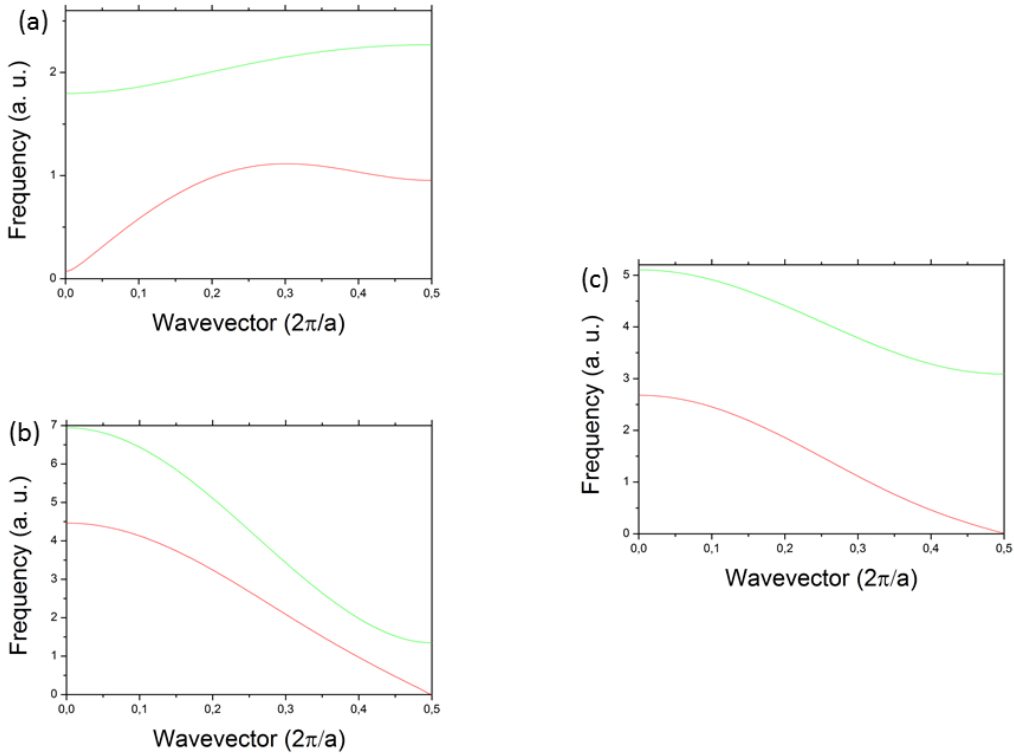 (a)
Frequency (a. u.)
2
1
0
0,0 0,1 0,2 0,3 0,4 0,5
Wavevector (2π/a)
(b)
Frequency (a. u.)
7
6
5
4
3
2
1
0
0,0 0,1 0,2 0,3 0,4 0,5
Wavevector (2π/a)
(c)
Frequency (a. u.)
5
4
3
2
1
0
0,0 0,1 0,2 0,3 0,4 0,5
Wavevector (2π/a)